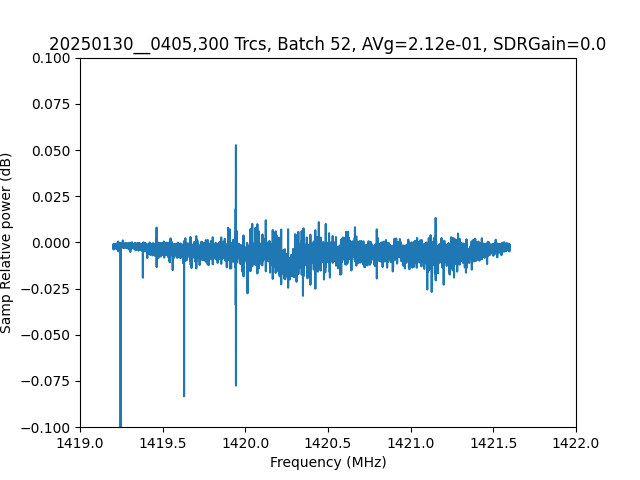 20250130__0405,300 Trcs, Batch 52, AVg=2.12e-01, SDRGain=0.0
0.100
0.075
0.050
0.025
0.000
−0.025
−0.050
−0.075
−0.100
Samp Relative power (dB)
1419.0 1419.5 1420.0 1420.5 1421.0 1421.5 1422.0
Frequency (MHz)